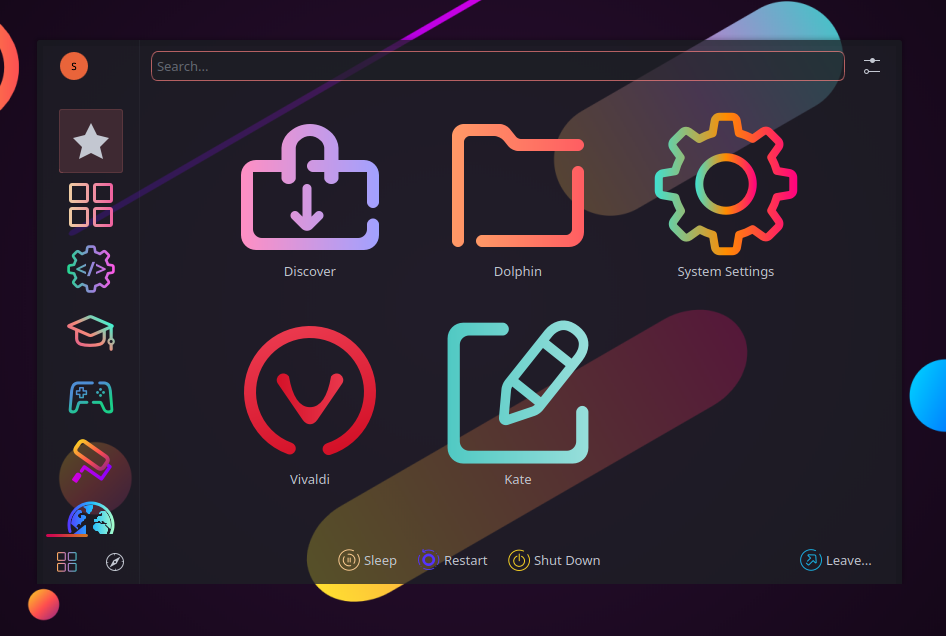 s
Search...
Discover
Dolphin
System Settings
Vivaldi
Kate
Sleep
Restart
Shut Down
Leave...